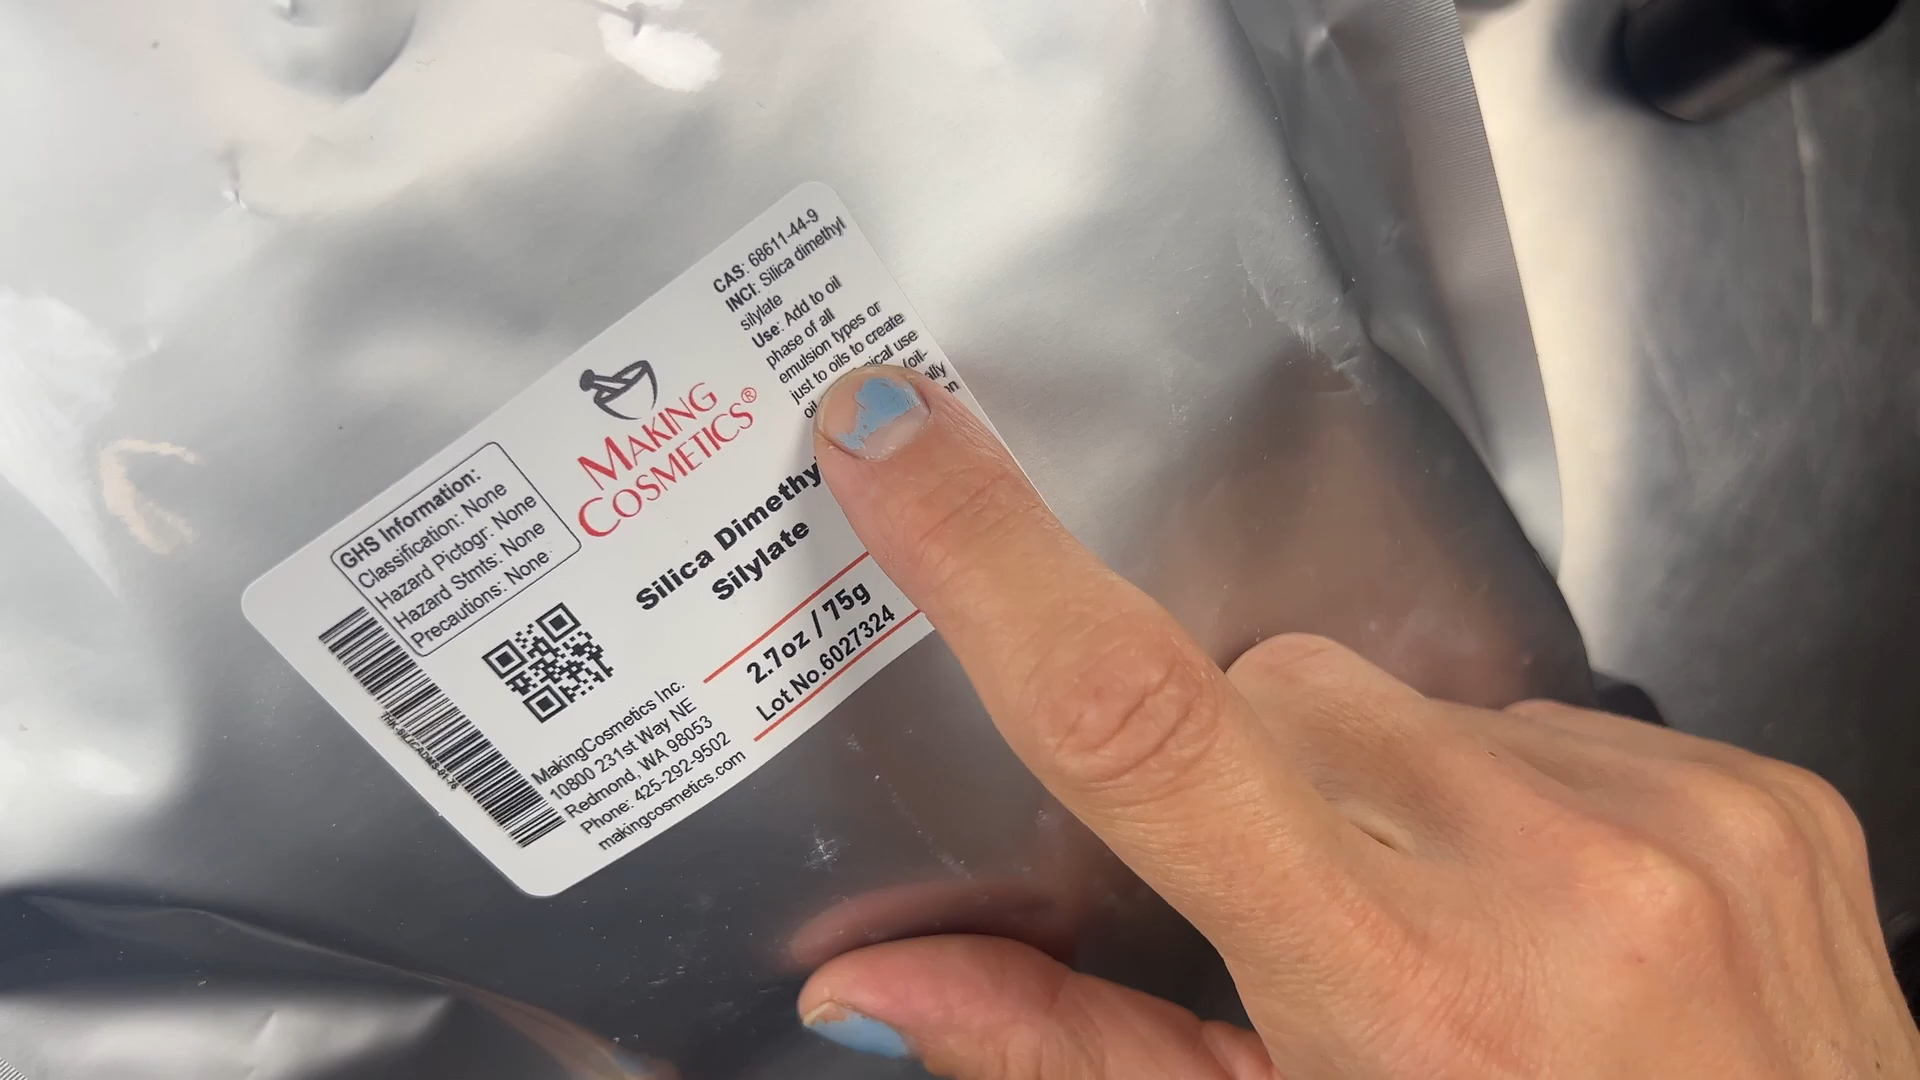 GHS Information:
Classification: None
Hazard Pictogr: None
Hazard Stmts: None
Precautions: None
MAKING
COSMETICS®
CAS: 68611-44-9
INCI: Silica dimethyl
silylate
Use: Add to oil
phase of all
emulsion types or
just to oils to create
oil
use
Silica Dimethyl
Silylate
2.7oz / 75g
Lot No.6027324
MakingCosmetics Inc.
10800 231st Way NE
Redmond, WA 98053
Phone: 425-292-9502
makingcosmetics.com